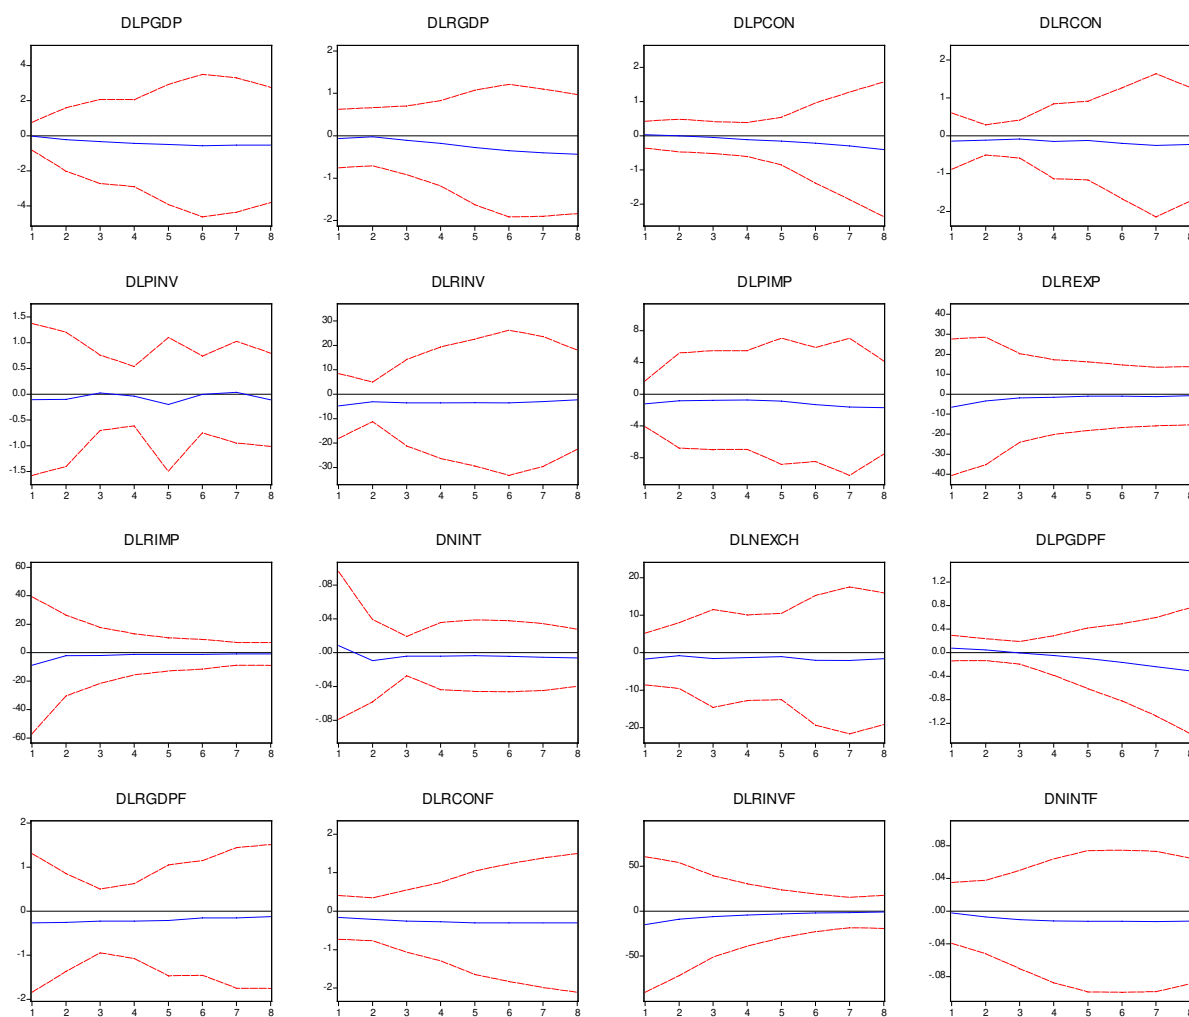 DLPGDP DLRGDP DLPCON DLRCON
4 2 0 -2 -4
2 1 0 -1 -2
2 1 0 -1 -2
2 1 0 -1 -2
1 2 3 4 5 6 7 8 1 2 3 4 5 6 7 8 1 2 3 4 5 6 7 8 1 2 3 4 5 6 7 8
DLPINV DLRINV DLPIMP DLREXP
1.5 1.0 0.5 0.0 -0.5 -1.0 -1.5
30 20 10 0 -10 -20 -30
8 4 0 -4 -8
40 30 20 10 0 -10 -20 -30 -40
1 2 3 4 5 6 7 8 1 2 3 4 5 6 7 8 1 2 3 4 5 6 7 8 1 2 3 4 5 6 7 8
DLRIMP DNINT DLNEXCH DLPGDPF
60 40 20 0 -20 -40 -60
.08 .04 .00 -.04 -.08
20 10 0 -10 -20
1.2 0.8 0.4 0.0 -0.4 -0.8 -1.2
1 2 3 4 5 6 7 8 1 2 3 4 5 6 7 8 1 2 3 4 5 6 7 8 1 2 3 4 5 6 7 8
DLRGDPF DLRCONF DLRINVF DNINTF
2 1 0 -1 -2
2 1 0 -1 -2
50 0 -50
.08 .04 .00 -.04 -.08
1 2 3 4 5 6 7 8 1 2 3 4 5 6 7 8 1 2 3 4 5 6 7 8 1 2 3 4 5 6 7 8